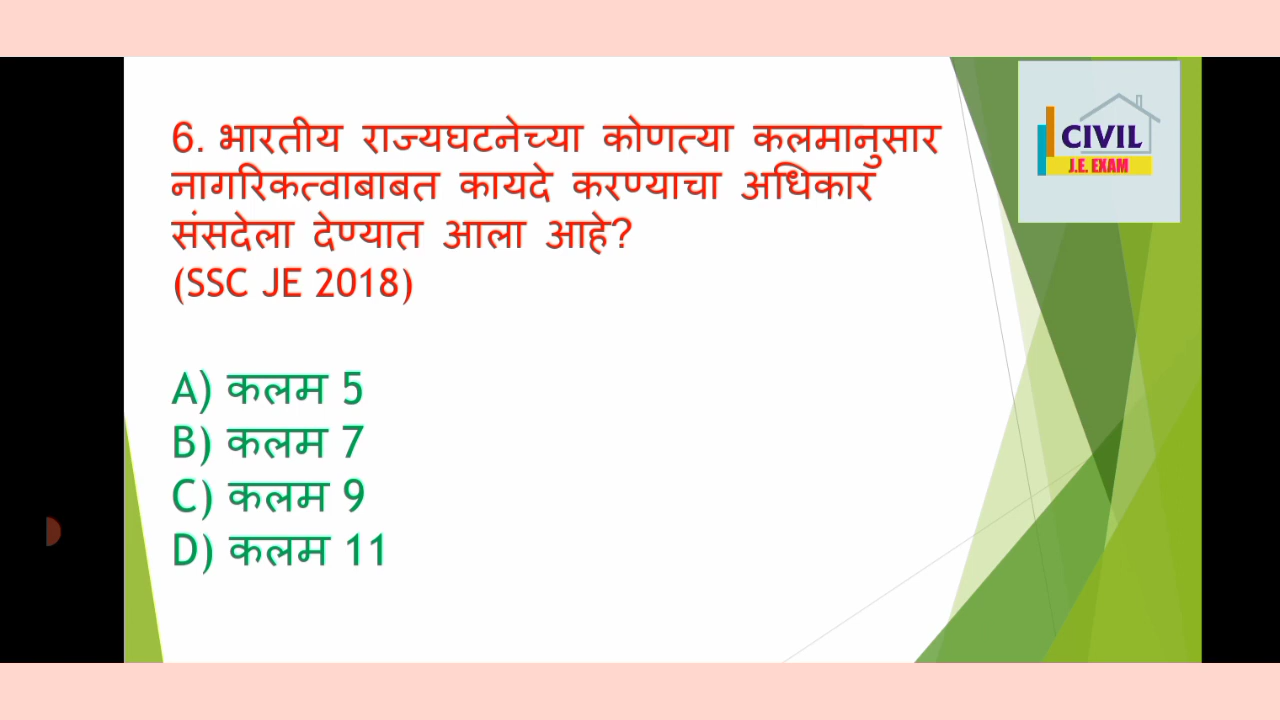 6. भारतीय राज्यघटनेच्या कोणत्या कलमानुसार
नागरिकत्वाबाबत कायदे करण्याचा अधिकार
संसदेला देण्यात आला आहे?
(SSC JE 2018)
A) कलम 5
B) कलम 7
C) कलम 9
D) कलम 11
CIVIL
J.E. EXAM